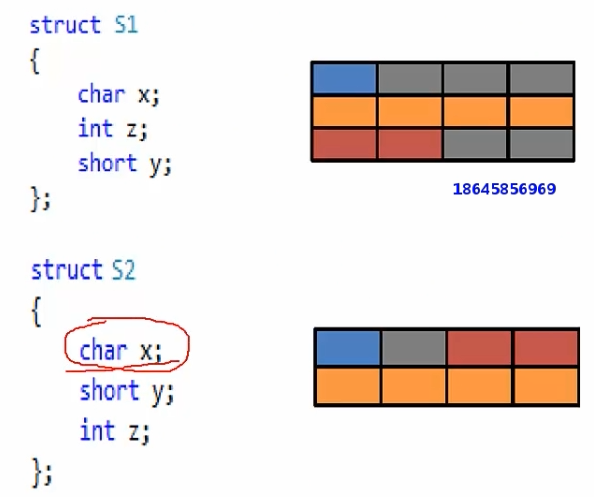 struct S1
{
char x;
int z;
short y;
};
18645856969
struct S2
{
char x;
short y;
int z;
};